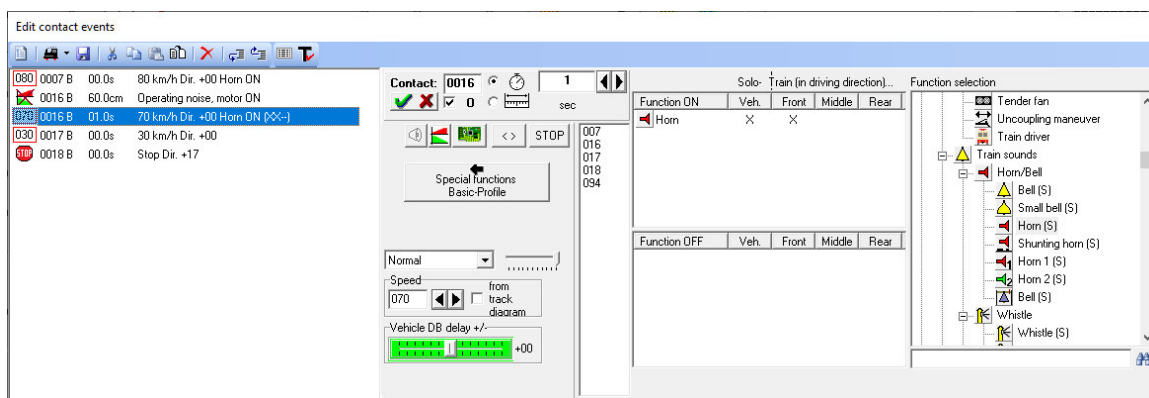 Edit contact events
080 0007 B 00.0s 80 km/h Dir. +00 Horn ON
0016 B 60.0cm Operating noise, motor ON
070 0016 B 01.0s 70 km/h Dir. +00 Horn ON (XX--)
030 0017 B 00.0s 30 km/h Dir. +00
STOP 0018 B 00.0s Stop Dir. +17
Contact: 0016 1
0 sec
<> STOP
Special functions
Basic-Profile
Normal
Speed
070 from
track
diagram
Vehicle DB delay +/-
+00
007
016
017
018
094
Solo- Train (in driving direction)...
Function ON Veh. Front Middle Rear
Horn X X
Function OFF Veh. Front Middle Rear
Function selection
Tender fan
Uncoupling maneuver
Train driver
Train sounds
Horn/Bell
Bell (S)
Small bell (S)
Horn (S)
Shunting horn (S)
1 Horn 1 (S)
2 Horn 2 (S)
Bell (S)
Whistle
Whistle (S)